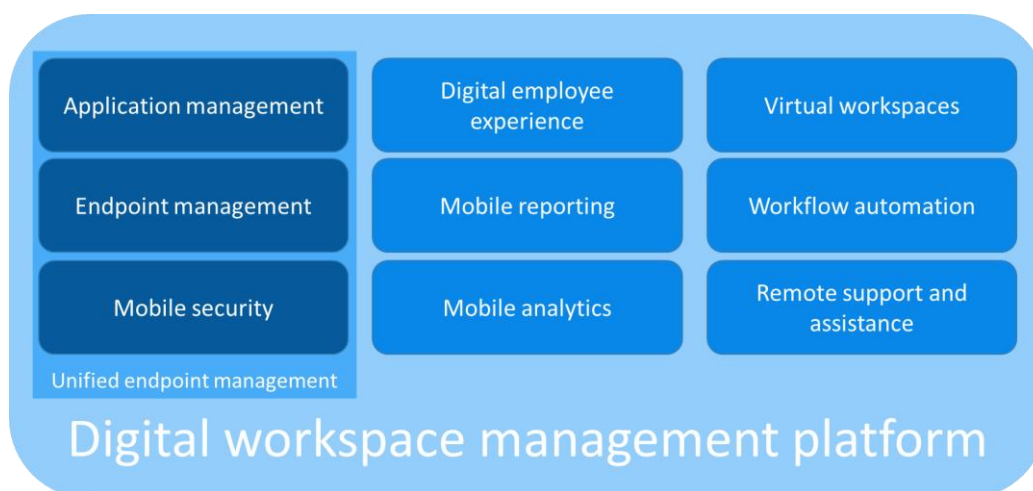 Application management
Digital employee
experience
Virtual workspaces
Endpoint management
Mobile reporting
Workflow automation
Mobile security
Mobile analytics
Remote support and
assistance
Unified endpoint management
Digital workspace management platform